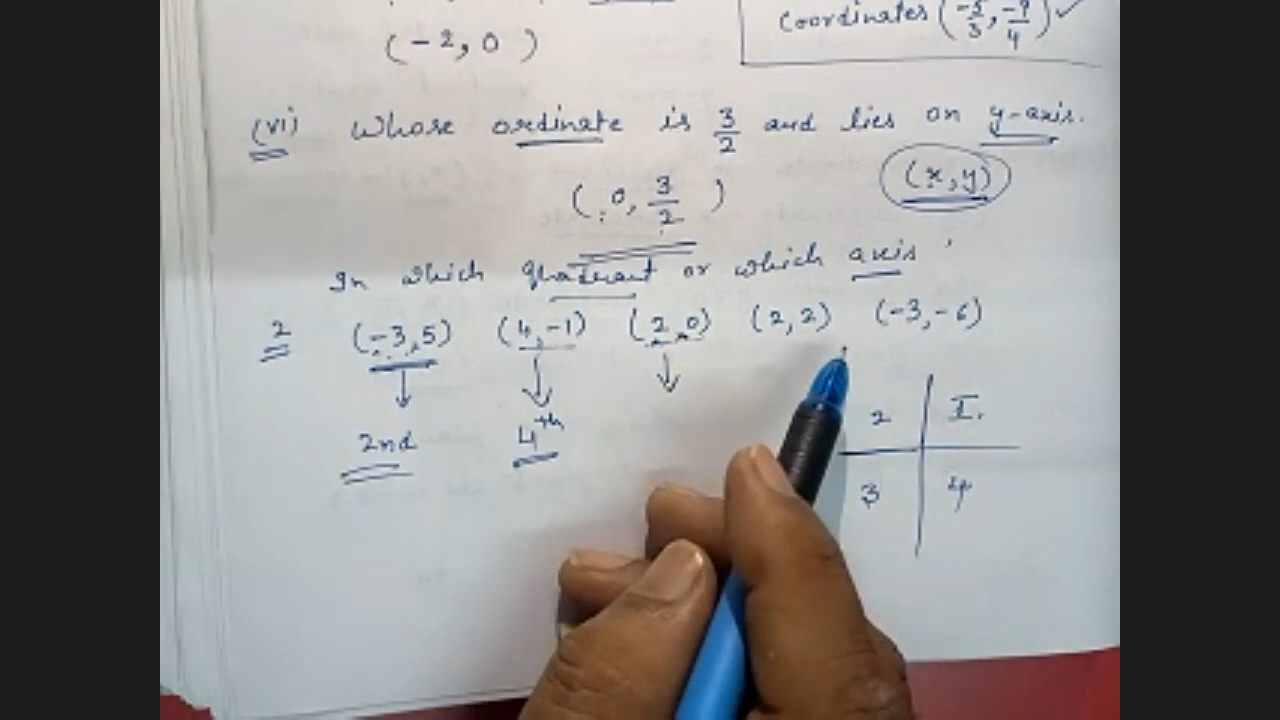 coordinates (-5/3, -9/4) ✓
(-2, 0)
(vi) whose ordinate is 3/2 and lies on y-axis.
(x, y)
(0, 3/2)
In which quadrant or which axis
2 (-3, 5) (4, -1) (2, 0) (2, 2) (-3, -6)
2 I.
2nd 4th
3 4